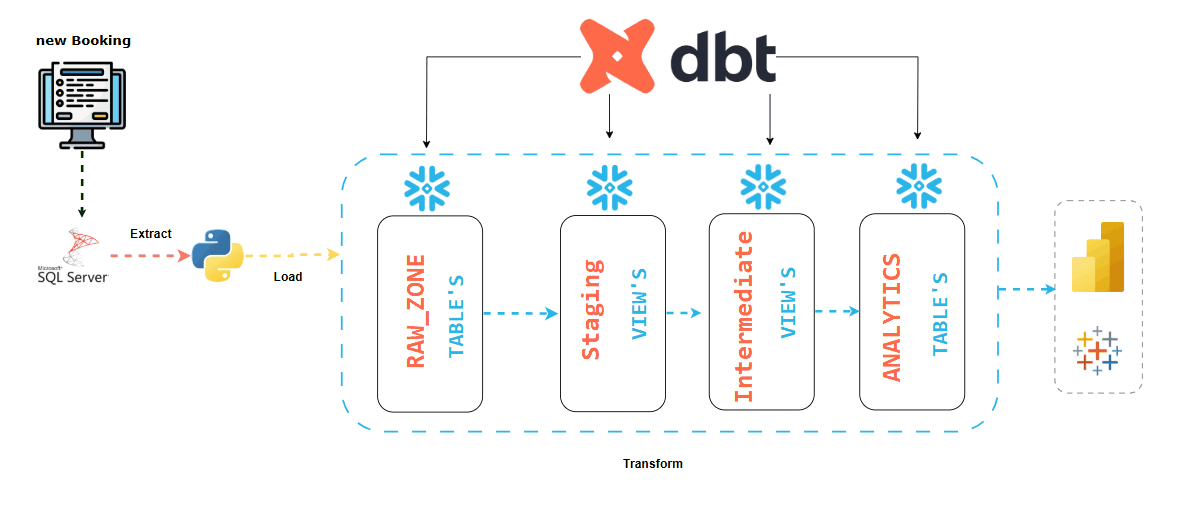 new Booking
dbt
Microsoft
SQL Server
Extract
Load
RAW_ZONE
TABLE'S
Staging
VIEW'S
Intermediate
VIEW'S
ANALYTICS
TABLE'S
Transform